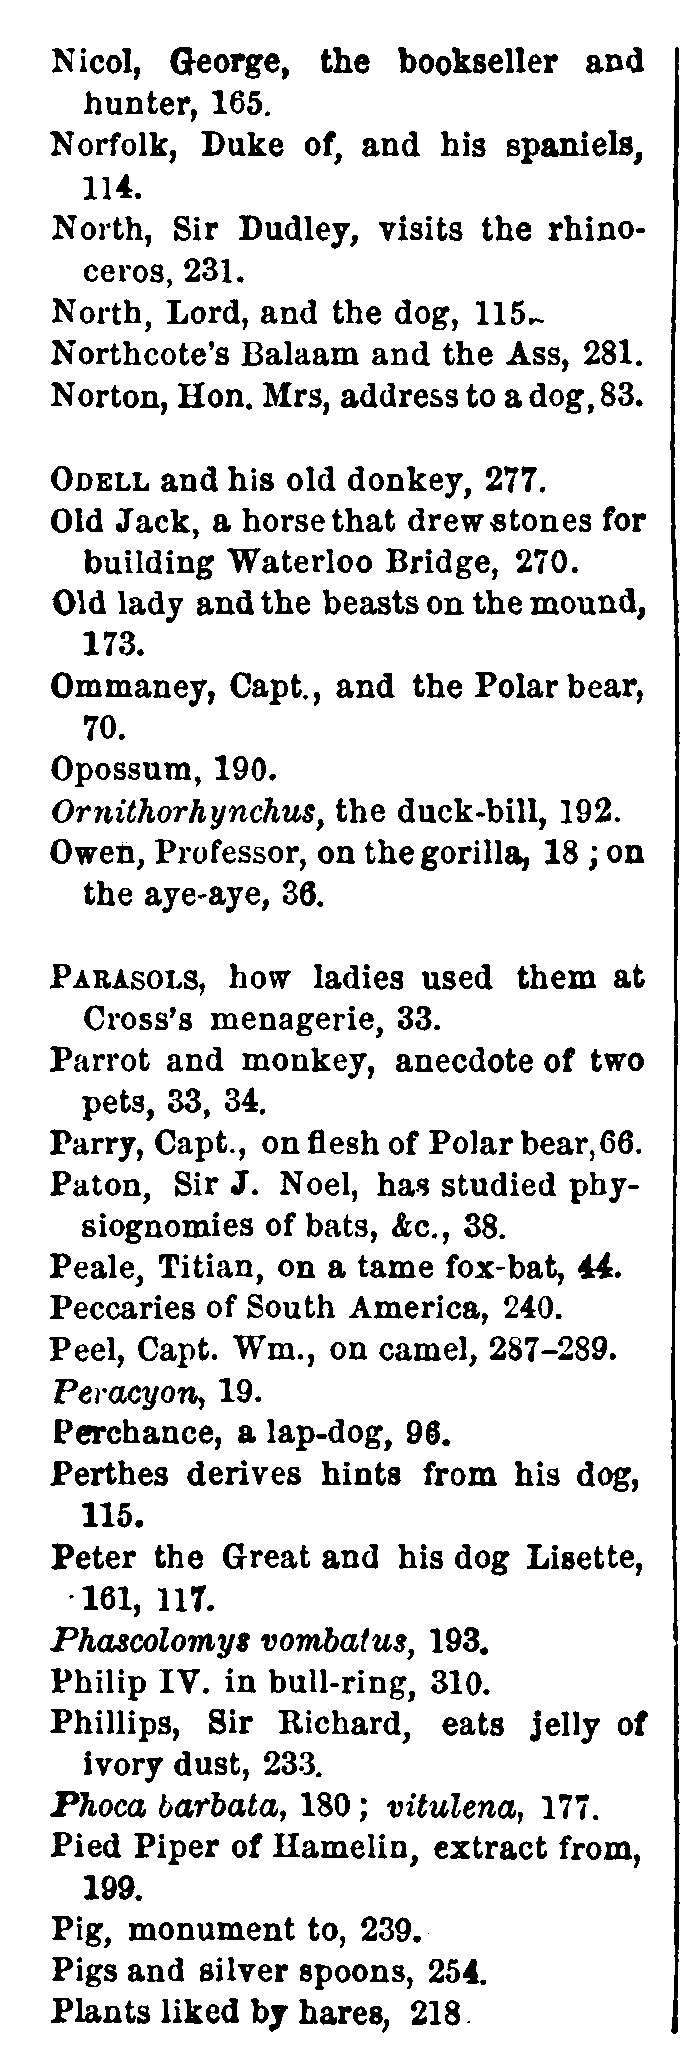 Nicol, George, the bookseller and
hunter, 165.
Norfolk, Duke of, and his spaniels,
114.
North, Sir Dudley, visits the rhino-
ceros, 231.
North, Lord, and the dog, 115.
Northcote's Balaam and the Ass, 281.
Norton, Hon. Mrs, address to a dog, 83.
ODELL and his old donkey, 277.
Old Jack, a horse that drew stones for
building Waterloo Bridge, 270.
Old lady and the beasts on the mound,
173.
Ommaney, Capt., and the Polar bear,
70.
Opossum, 190.
Ornithorhynchus, the duck-bill, 192.
Owen, Professor, on the gorilla, 18; on
the aye-aye, 36.
PARASOLS, how ladies used them at
Cross's menagerie, 33.
Parrot and monkey, anecdote of two
pets, 33, 34.
Parry, Capt., on flesh of Polar bear, 66.
Paton, Sir J. Noel, has studied phy-
siognomies of bats, &c., 38.
Peale, Titian, on a tame fox-bat, 44.
Peccaries of South America, 240.
Peel, Capt. Wm., on camel, 287-289.
Peracyon, 19.
Perchance, a lap-dog, 96.
Perthes derives hints from his dog,
115.
Peter the Great and his dog Lisette,
161, 117.
Phascolomys vombatus, 193.
Philip IV. in bull-ring, 310.
Phillips, Sir Richard, eats jelly of
ivory dust, 233.
Phoca barbata, 180; vitulena, 177.
Pied Piper of Hamelin, extract from,
199.
Pig, monument to, 239.
Pigs and silver spoons, 254.
Plants liked by hares, 218.